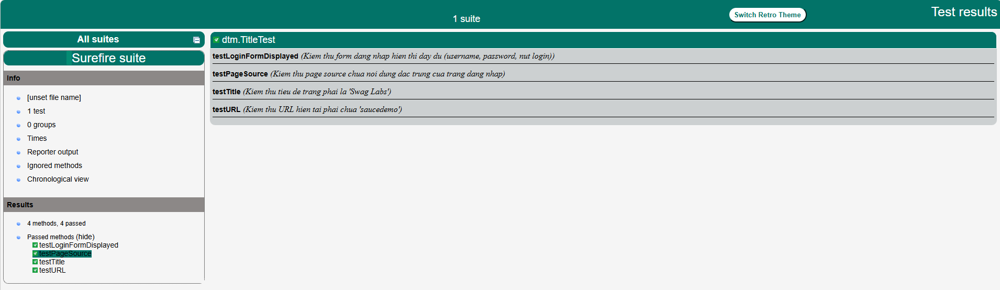 1 suite
Switch Retro Theme
Test results
All suites
Surefire suite
Info
[unset file name]
1 test
0 groups
Times
Reporter output
Ignored methods
Chronological view
Results
4 methods, 4 passed
Passed methods (hide)
testLoginFormDisplayed
testPageSource
testTitle
testURL
dtm.TitleTest
testLoginFormDisplayed (Kiem thu form dang nhap hien thi day du (username, password, nut login))
testPageSource (Kiem thu page source chua noi dung dac trung cua trang dang nhap)
testTitle (Kiem thu tieu de trang phai la 'Swag Labs')
testURL (Kiem thu URL hien tai phai chua 'saucedemo')